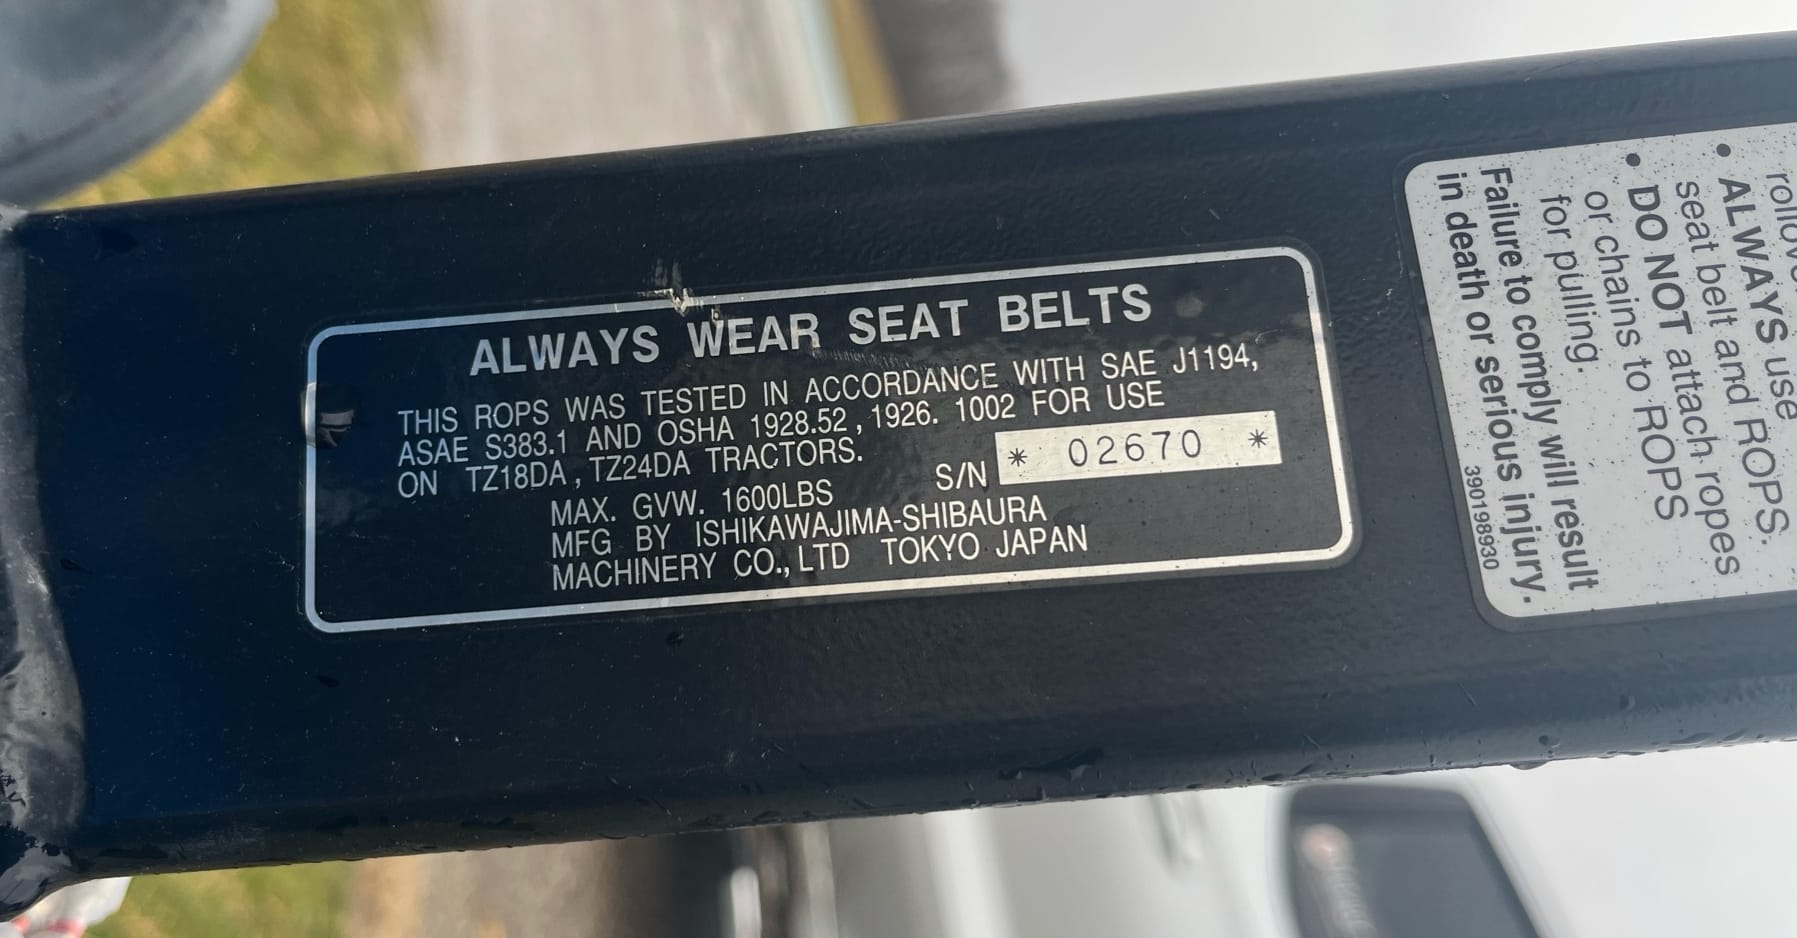 ALWAYS WEAR SEAT BELTS
THIS ROPS WAS TESTED IN ACCORDANCE WITH SAE J1194,
ASAE S383.1 AND OSHA 1928.52, 1926. 1002 FOR USE
ON TZ18DA, TZ24DA TRACTORS.
S/N * 02670 *
MAX. GVW. 1600LBS
MFG BY ISHIKAWAJIMA-SHIBAURA
MACHINERY CO., LTD TOKYO JAPAN
• ALWAYS use
seat belt and ROPS.
• DO NOT attach ropes
or chains to ROPS
for pulling.
Failure to comply will result
in death or serious injury.
390198930